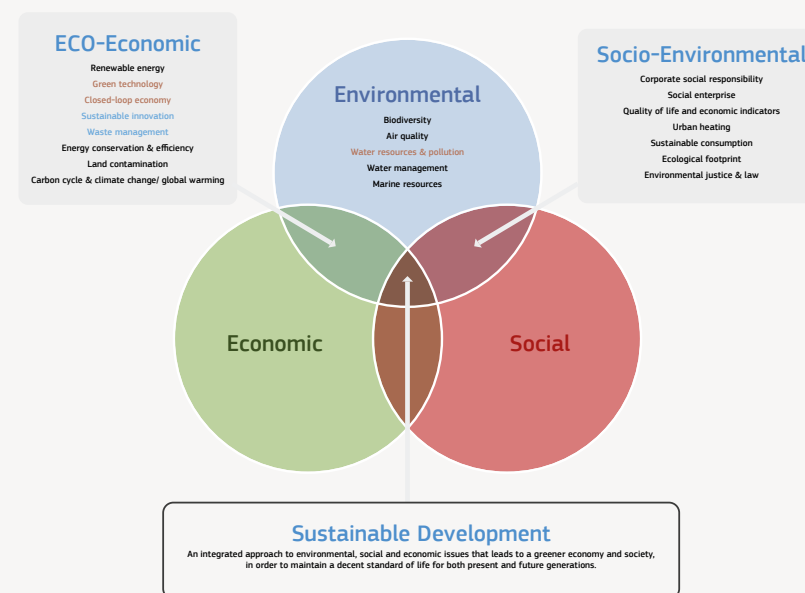 ECO-Economic
Renewable energy
Green technology
Closed-loop economy
Sustainable innovation
Waste management
Energy conservation & efficiency
Land contamination
Carbon cycle & climate change/ global warming
Environmental
Biodiversity
Air quality
Water resources & pollution
Water management
Marine resources
Socio-Environmental
Corporate social responsibility
Social enterprise
Quality of life and economic indicators
Urban heating
Sustainable consumption
Ecological footprint
Environmental justice & law
Economic
Social
Sustainable Development
An integrated approach to environmental, social and economic issues that leads to a greener economy and society,
in order to maintain a decent standard of life for both present and future generations.